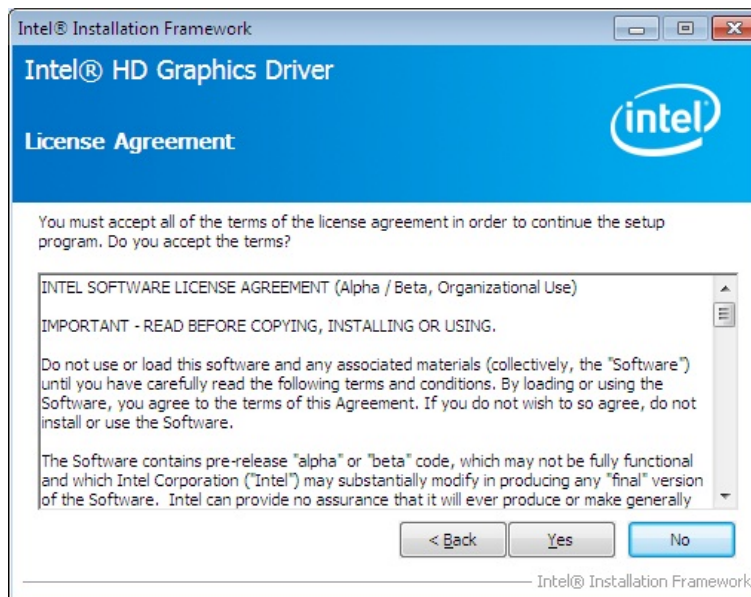 Intel® Installation Framework
Intel® HD Graphics Driver
intel
License Agreement
You must accept all of the terms of the license agreement in order to continue the setup
program. Do you accept the terms?
INTEL SOFTWARE LICENSE AGREEMENT (Alpha / Beta, Organizational Use)
IMPORTANT - READ BEFORE COPYING, INSTALLING OR USING.
Do not use or load this software and any associated materials (collectively, the "Software")
until you have carefully read the following terms and conditions. By loading or using the
Software, you agree to the terms of this Agreement. If you do not wish to so agree, do not
install or use the Software.
The Software contains pre-release "alpha" or "beta" code, which may not be fully functional
and which Intel Corporation ("Intel") may substantially modify in producing any "final" version
of the Software.  Intel can provide no assurance that it will ever produce or make generally
< Back
Yes
No
Intel® Installation Framework